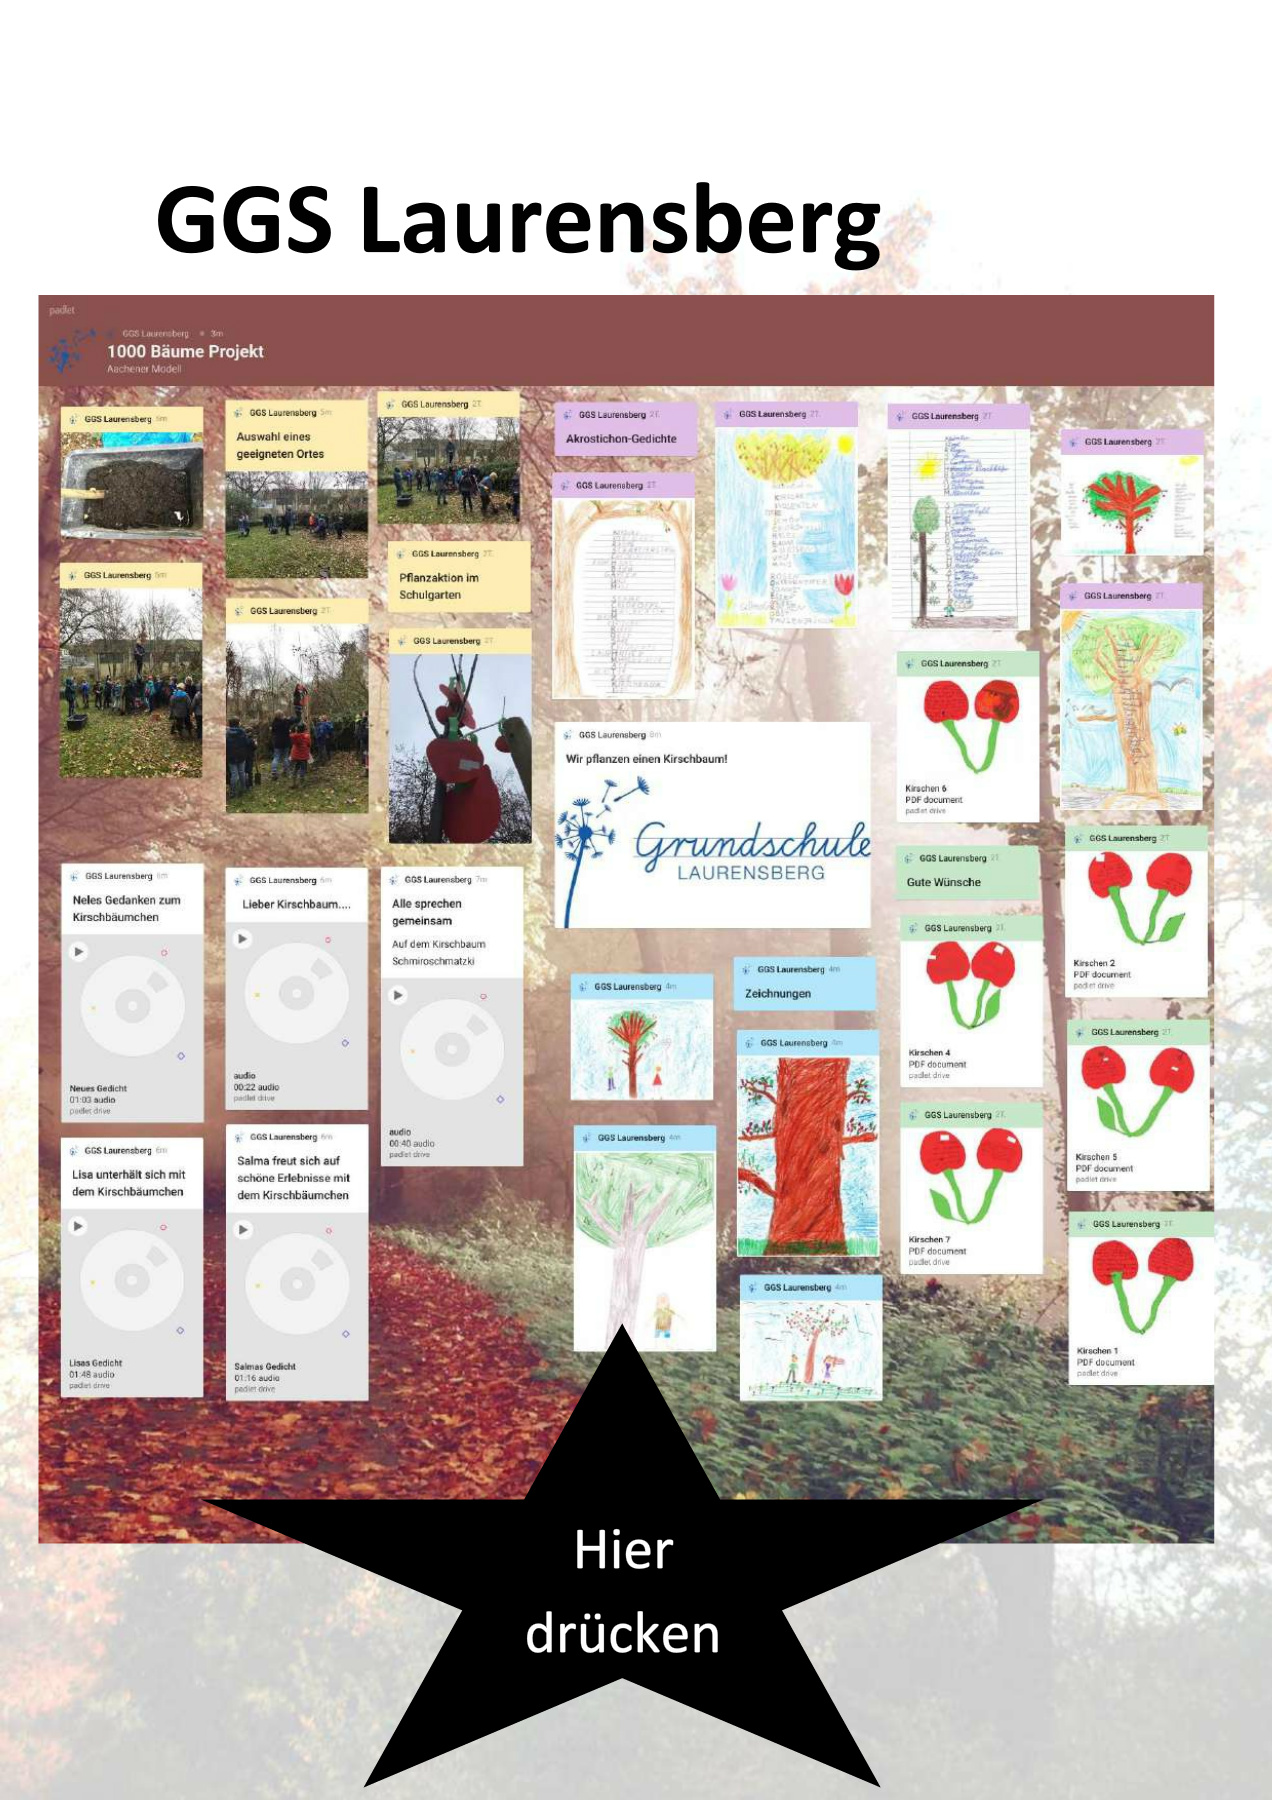 GGS Laurensberg
padlet
GGS Laurensberg 3m
1000 Bäume Projekt
Aachener Modell
GGS Laurensberg 5m
GGS Laurensberg 5m
GGS Laurensberg 5m
Auswahl eines
geeigneten Ortes
GGS Laurensberg 2T.
GGS Laurensberg 2T.
GGS Laurensberg 2T.
Pflanzaktion im
Schulgarten
GGS Laurensberg 2T.
GGS Laurensberg 2T.
Akrostichon-Gedichte
GGS Laurensberg 2T.
GGS Laurensberg 2T.
GGS Laurensberg 2T.
GGS Laurensberg 2T.
GGS Laurensberg 2T.
GGS Laurensberg 8m
Wir pflanzen einen Kirschbaum!
Grundschule
LAURENSBERG
GGS Laurensberg 2T.
Kirschen 6
PDF document
padlet drive
GGS Laurensberg 2T.
Gute Wünsche
GGS Laurensberg 2T.
Kirschen 4
PDF document
padlet drive
GGS Laurensberg 2T.
Kirschen 7
PDF document
padlet drive
GGS Laurensberg 2T.
Kirschen 2
PDF document
padlet drive
GGS Laurensberg 2T.
Kirschen 5
PDF document
padlet drive
GGS Laurensberg 2T.
Kirschen 1
PDF document
padlet drive
GGS Laurensberg 6m
Neles Gedanken zum
Kirschbäumchen
Neues Gedicht
01:03 audio
padlet drive
GGS Laurensberg 6m
Lisa unterhält sich mit
dem Kirschbäumchen
Lisas Gedicht
01:48 audio
padlet drive
GGS Laurensberg 6m
Lieber Kirschbaum....
audio
00:22 audio
padlet drive
GGS Laurensberg 6m
Salma freut sich auf
schöne Erlebnisse mit
dem Kirschbäumchen
Salmas Gedicht
01:16 audio
padlet drive
GGS Laurensberg 7m
Alle sprechen
gemeinsam
Auf dem Kirschbaum
Schmiroschmatzki
audio
00:40 audio
padlet drive
GGS Laurensberg 4m
GGS Laurensberg 4m
GGS Laurensberg 4m
Zeichnungen
GGS Laurensberg 4m
GGS Laurensberg 4m
Hier
drücken